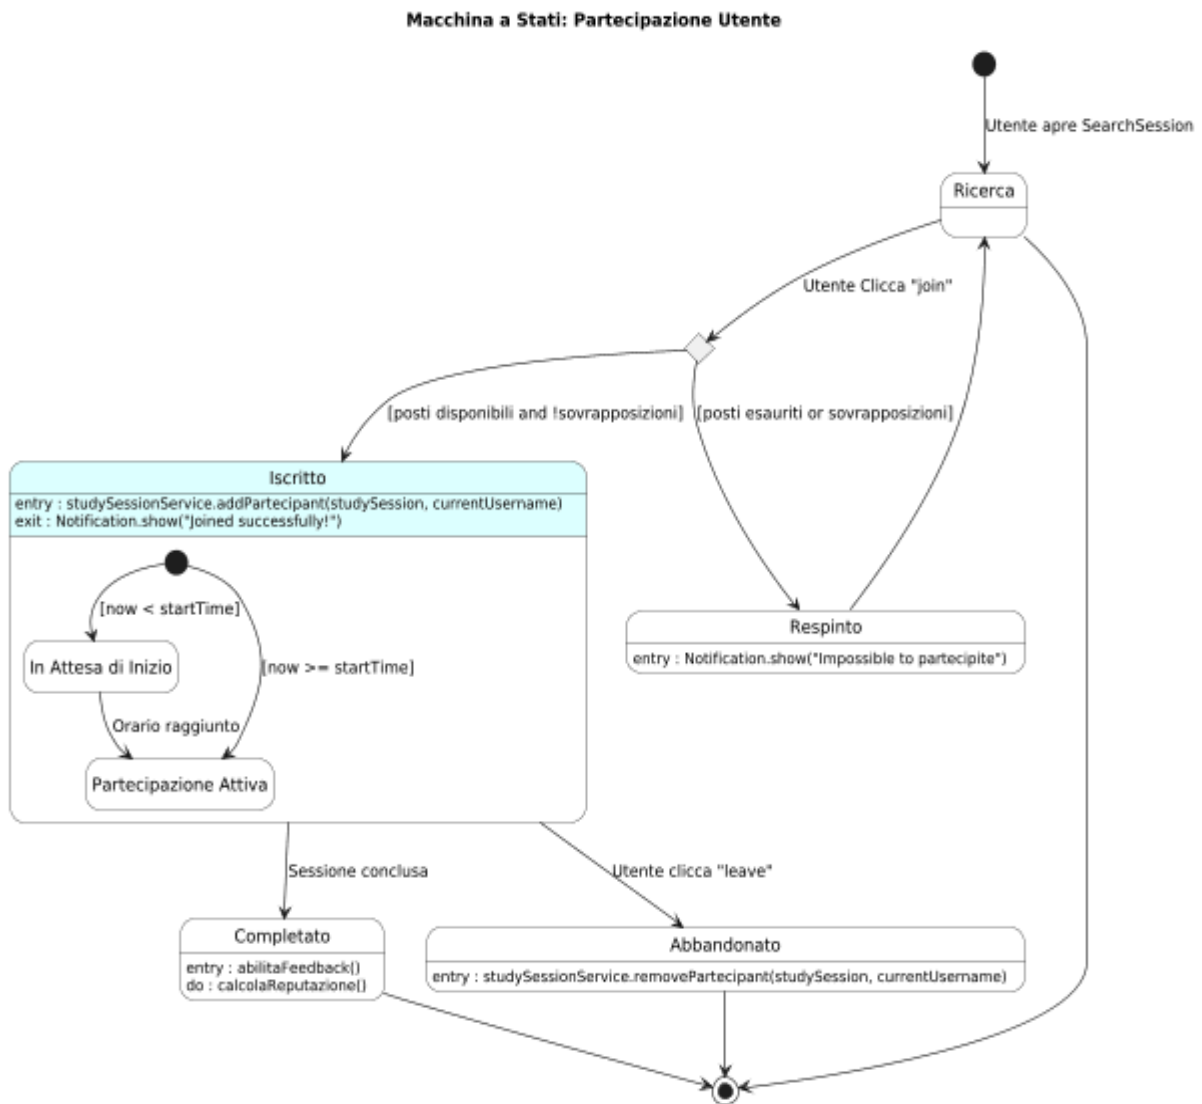 Macchina a Stati: Partecipazione Utente
Utente apre SearchSession
Ricerca
Utente Clicca "join"
[posti disponibili and !sovrapposizioni]
[posti esauriti or sovrapposizioni]
Iscritto
entry : studySessionService.addPartecipant(studySession, currentUsername)
exit : Notification.show("Joined successfully!")
[now < startTime]
In Attesa di Inizio
[now >= startTime]
Orario raggiunto
Partecipazione Attiva
Respinto
entry : Notification.show("Impossible to partecipite")
Sessione conclusa
Utente clicca "leave"
Completato
entry : abilitaFeedback()
do : calcolaReputazione()
Abbandonato
entry : studySessionService.removePartecipant(studySession, currentUsername)